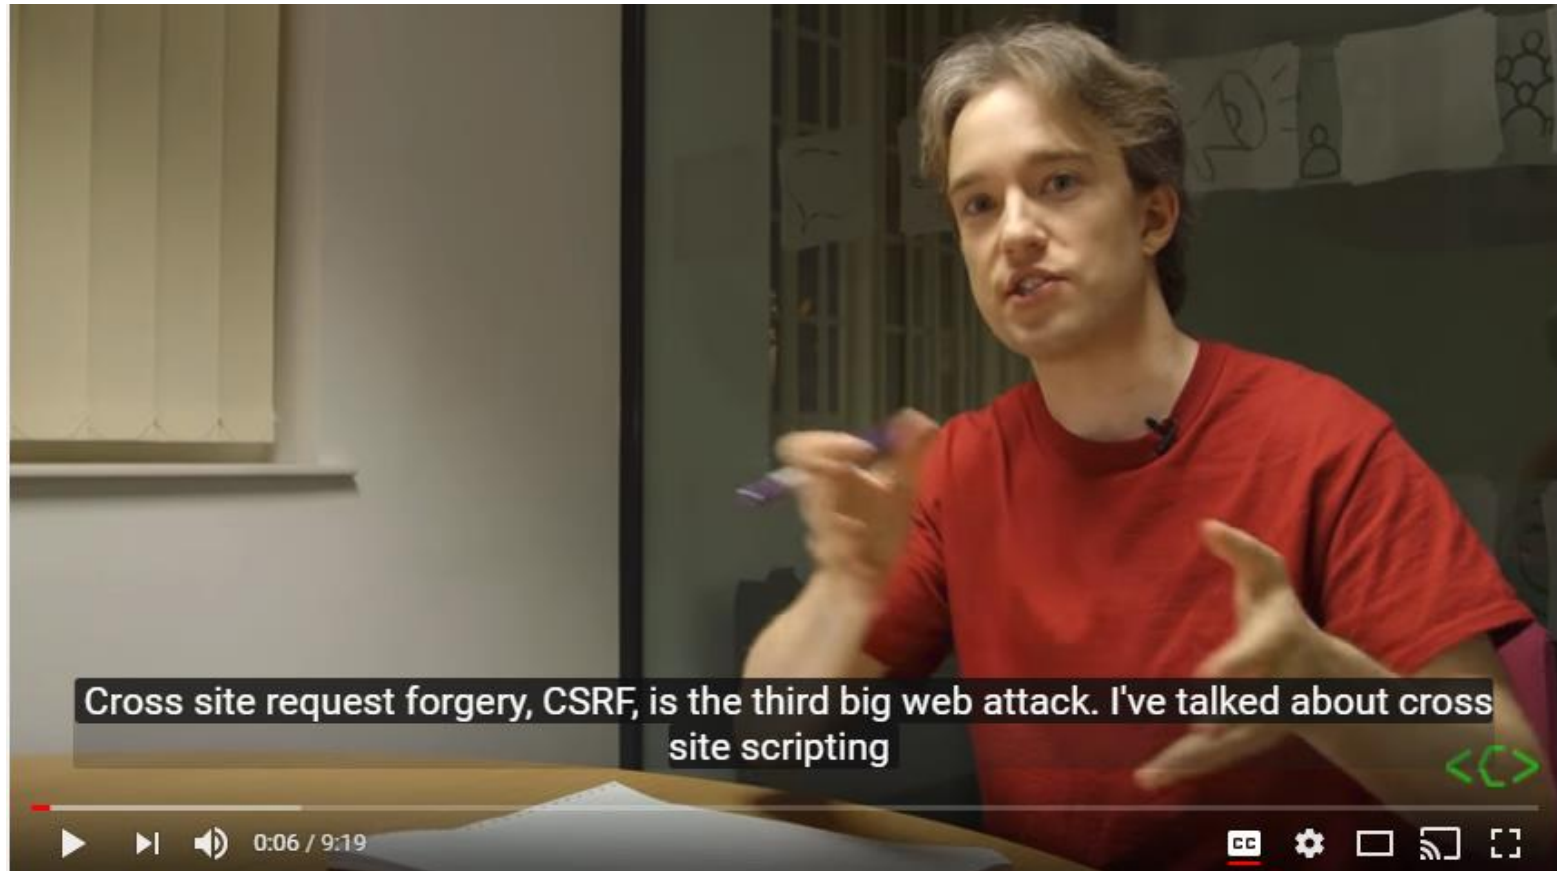 Cross site request forgery, CSRF, is the third big web attack. I've talked about cross
site scripting
<C>
0:06 / 9:19
CC